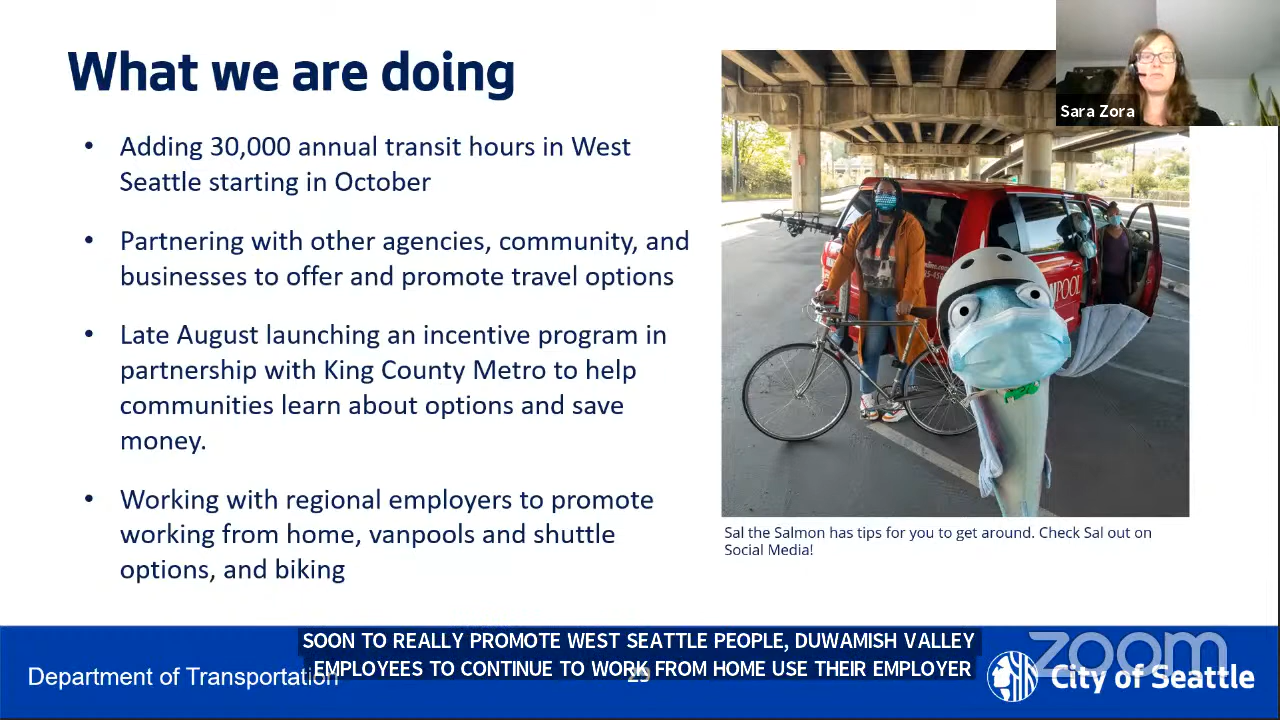 What we are doing
• Adding 30,000 annual transit hours in West
Seattle starting in October
• Partnering with other agencies, community, and
businesses to offer and promote travel options
• Late August launching an incentive program in
partnership with King County Metro to help
communities learn about options and save
money.
• Working with regional employers to promote
working from home, vanpools and shuttle
options, and biking
Sara Zora
POOL
Sal the Salmon has tips for you to get around. Check Sal out on
Social Media!
SOON TO REALLY PROMOTE WEST SEATTLE PEOPLE, DUWAMISH VALLEY
EMPLOYEES TO CONTINUE TO WORK FROM HOME USE THEIR EMPLOYER
Department of Transportation
zoom
City of Seattle